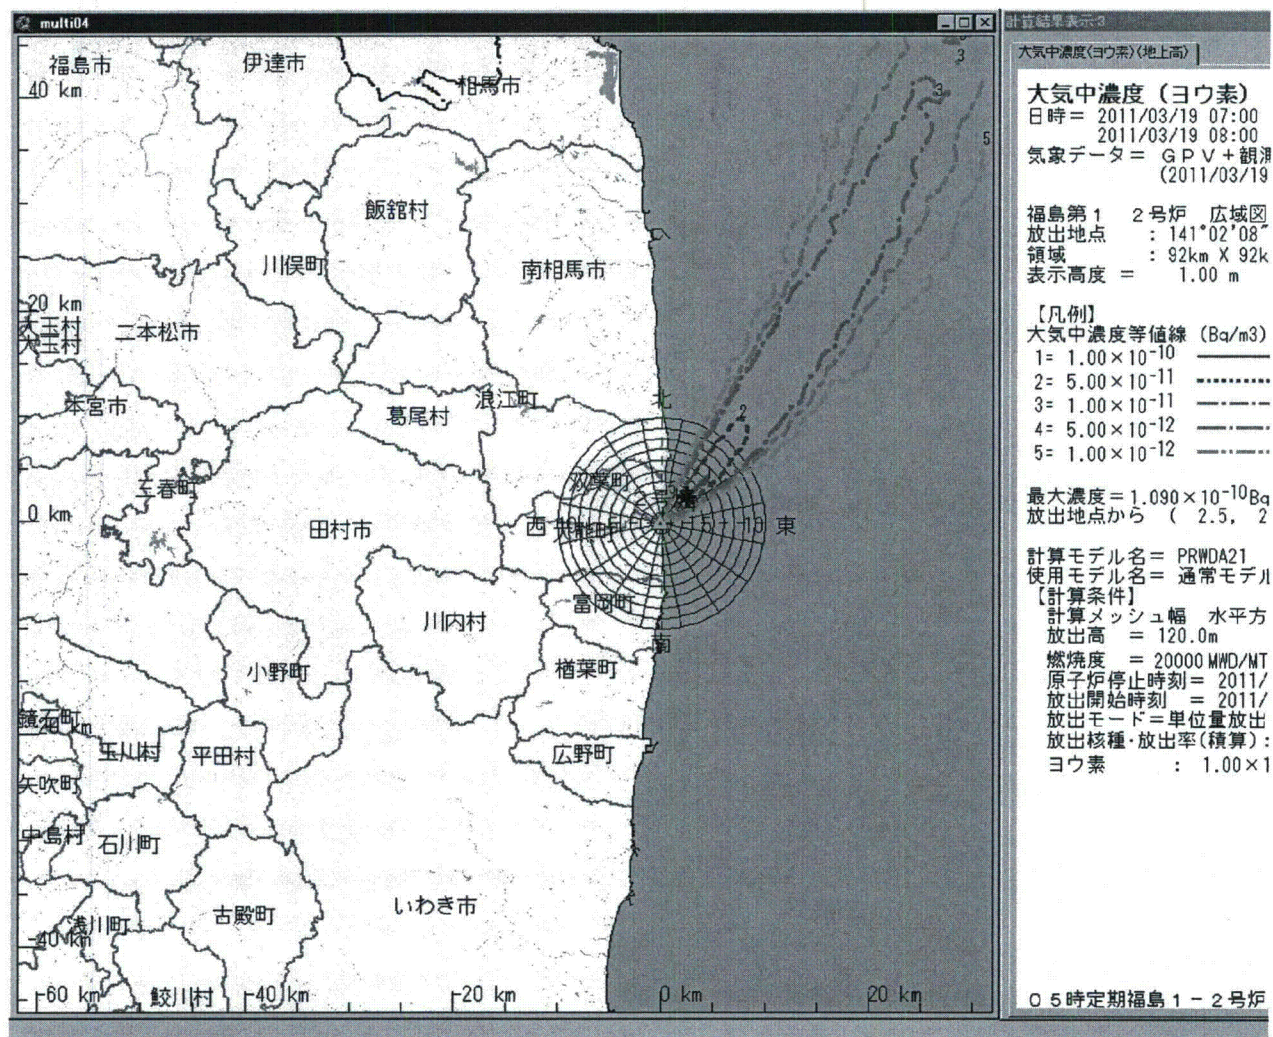 multi04
福島市
伊達市
相馬市
40 km
飯舘村
川俣町
南相馬市
20 km
大玉村
大玉村
二本松市
本宮市
葛尾村
浪江町
北
三春町
双葉町
0 km
田村市
西
大熊町
東
富岡町
川内村
南
小野町
楢葉町
鏡石町
玉川村
平田村
広野町
矢吹町
中島村
石川町
いわき市
古殿町
浅川町
-40 km
鮫川村
-60 km
-40 km
-20 km
0 km
20 km
3
3
5
2
計算結果表示:3
大気中濃度(ヨウ素)(地上高)
大気中濃度（ヨウ素）
日時＝ 2011/03/19 07:00
2011/03/19 08:00
気象データ＝ ＧＰＶ＋観測
(2011/03/19
福島第１ ２号炉 広域図
放出地点 : 141°02'08"
領域 : 92km X 92k
表示高度 ＝ 1.00 m
【凡例】
大気中濃度等値線 (Bq/m3)
1= 1.00×10-10
2= 5.00×10-11
3= 1.00×10-11
4= 5.00×10-12
5= 1.00×10-12
最大濃度＝1.090×10-10Bq
放出地点から ( 2.5, 2
計算モデル名＝ PRWDA21
使用モデル名＝ 通常モデル
【計算条件】
計算メッシュ幅 水平方
放出高 ＝ 120.0m
燃焼度 ＝ 20000MWD/MT
原子炉停止時刻＝ 2011/
放出開始時刻 ＝ 2011/
放出モード＝単位量放出
放出核種・放出率(積算) :
ヨウ素 : 1.00×1
０５時定期福島１－２号炉